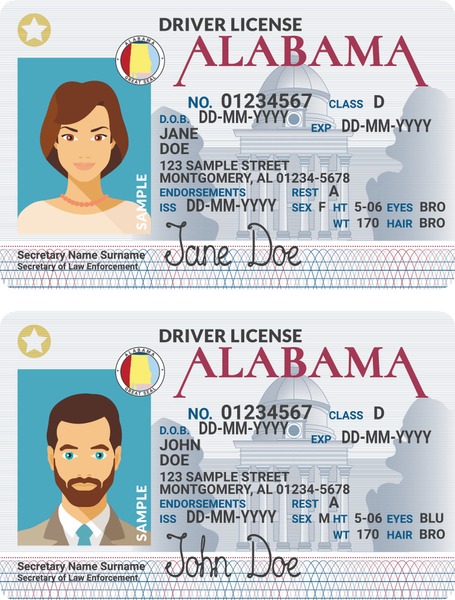 DRIVER LICENSE
ALABAMA
ALABAMA
GREAT SEAL
NO. 01234567 CLASS D
D.O.B. DD-MM-YYYY
EXP DD-MM-YYYY
JANE
DOE
123 SAMPLE STREET
MONTGOMERY, AL 01234-5678
ENDORSEMENTS REST A
ISS DD-MM-YYYY SEX F HT 5-06 EYES BRO
WT 170 HAIR BRO
SAMPLE
Secretary Name Surname
Secretary of Law Enforcement
Jane Doe
DRIVER LICENSE
ALABAMA
ALABAMA
GREAT SEAL
NO. 01234567 CLASS D
D.O.B. DD-MM-YYYY
EXP DD-MM-YYYY
JOHN
DOE
123 SAMPLE STREET
MONTGOMERY, AL 01234-5678
ENDORSEMENTS REST A
ISS DD-MM-YYYY SEX M HT 5-06 EYES BLU
WT 170 HAIR BRO
SAMPLE
Secretary Name Surname
Secretary of Law Enforcement
John Doe